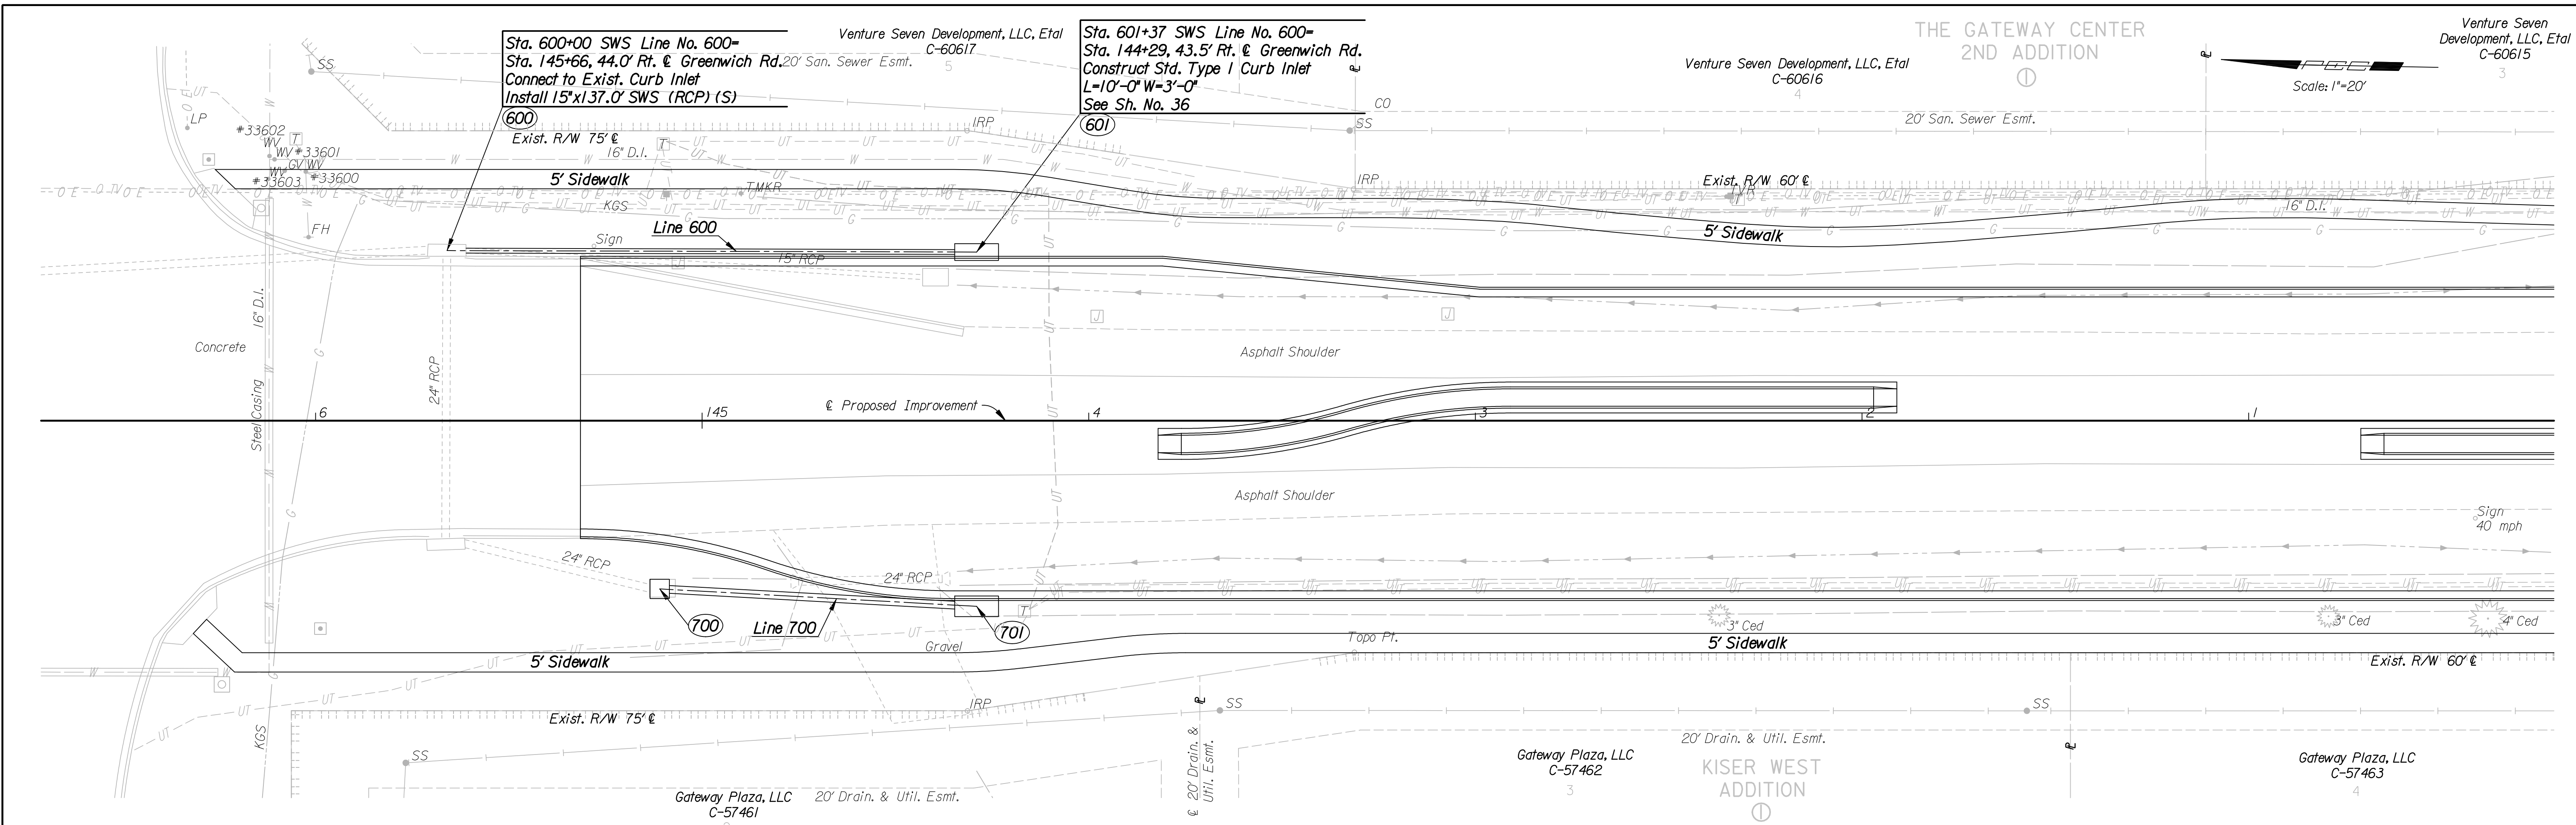 Sta. 600+00 SWS Line No. 600=
Sta. 145+66, 44.0' Rt. ℄ Greenwich Rd.
Connect to Exist. Curb Inlet
Install 15"x137.0' SWS (RCP) (S)
600
Venture Seven Development, LLC, Etal
C-60617
5
20' San. Sewer Esmt.
Sta. 601+37 SWS Line No. 600=
Sta. 144+29, 43.5' Rt. ℄ Greenwich Rd.
Construct Std. Type 1 Curb Inlet
L=10'-0" W=3'-0"
See Sh. No. 36
601
THE GATEWAY CENTER
2ND ADDITION
1
Venture Seven Development, LLC, Etal
C-60616
4
Venture Seven
Development, LLC, Etal
C-60615
3
Scale: 1"=20'
20' San. Sewer Esmt.
SS
LP
#33602
WV
T
WV #33601
GV WV
WV #33600
#33603
FH
Exist. R/W 75' ℄
16" D.I.
T
IRP
CO
SS
IRP
5' Sidewalk
TMKR
KGS
Line 600
Sign
15" RCP
J
J
J
Exist. R/W 60' ℄
5' Sidewalk
16" D.I.
Concrete
16" D.I.
Steel Casing
24" RCP
Asphalt Shoulder
6
145
℄ Proposed Improvement
4
3
2
1
Asphalt Shoulder
Sign
40 mph
24" RCP
24" RCP
700
Line 700
701
T
Gravel
Topo Pt.
3" Ced
3" Ced
4" Ced
5' Sidewalk
5' Sidewalk
Exist. R/W 60' ℄
KGS
Exist. R/W 75' ℄
IRP
SS
SS
SS
℄ 20' Drain. &
Util. Esmt.
20' Drain. & Util. Esmt.
Gateway Plaza, LLC
C-57461
20' Drain. & Util. Esmt.
Gateway Plaza, LLC
C-57462
3
KISER WEST
ADDITION
1
Gateway Plaza, LLC
C-57463
4